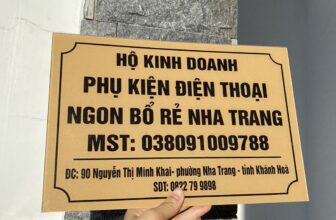 HỘ KINH DOANH
PHỤ KIỆN ĐIỆN THOẠI
NGON BỔ RẺ NHA TRANG
MST: 038091009788
ĐC: 90 Nguyễn Thị Minh Khai- phường Nha Trang - tỉnh Khánh Hoà
SĐT: 0822 79 9898